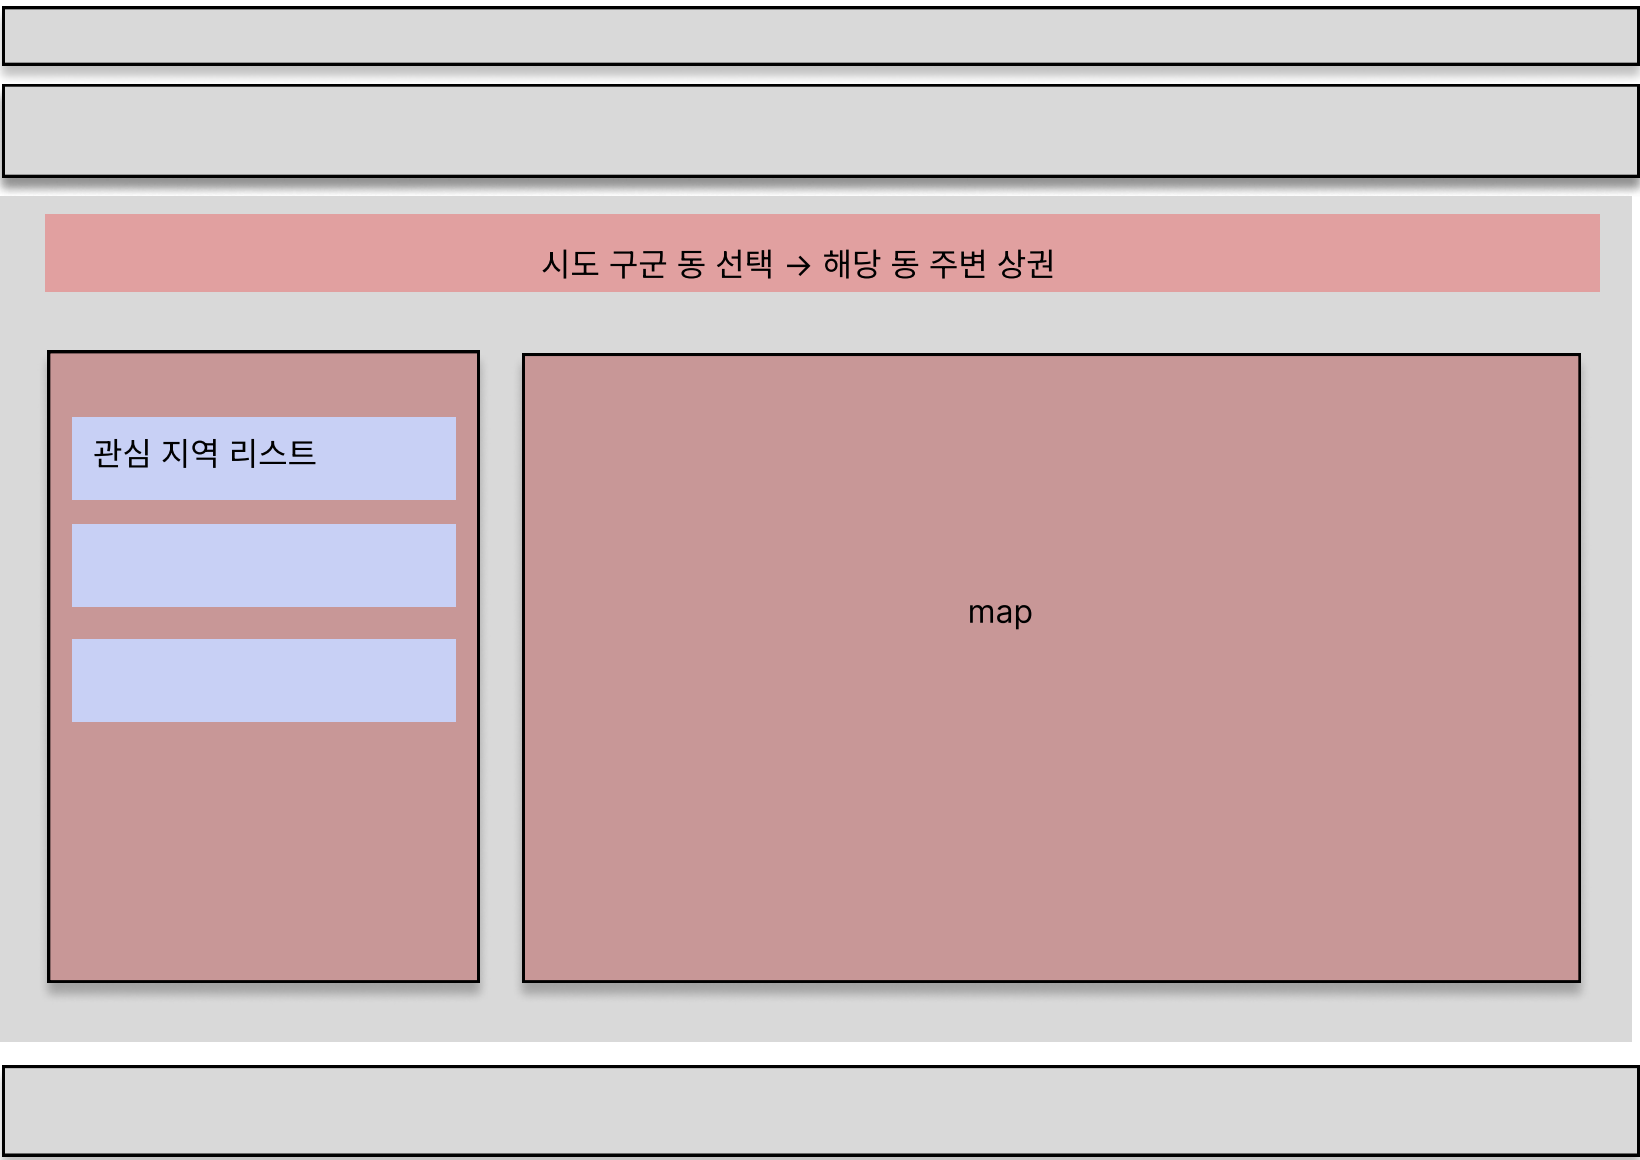 시도 구군 동 선택 → 해당 동 주변 상권
관심 지역 리스트
map